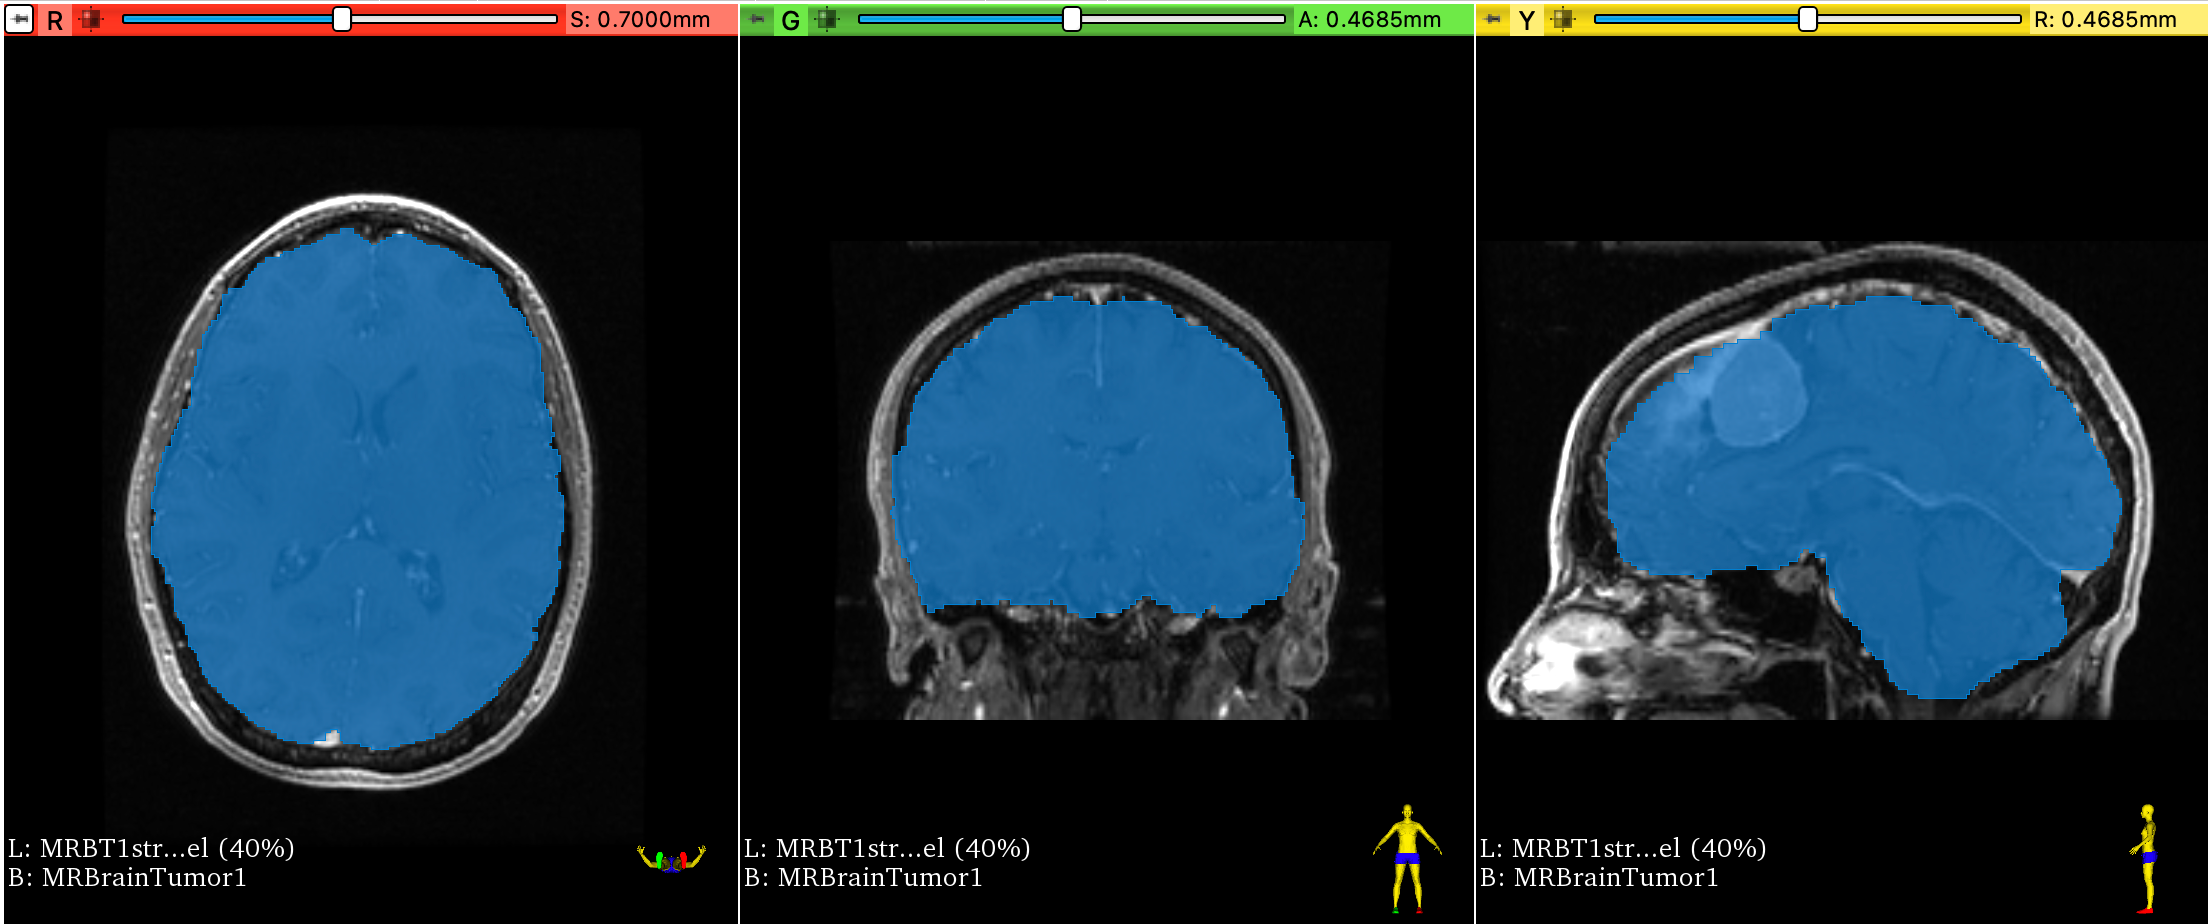 R S: 0.7000mm
G A: 0.4685mm
Y R: 0.4685mm
L: MRBT1str...el (40%)
B: MRBrainTumor1
L: MRBT1str...el (40%)
B: MRBrainTumor1
L: MRBT1str...el (40%)
B: MRBrainTumor1